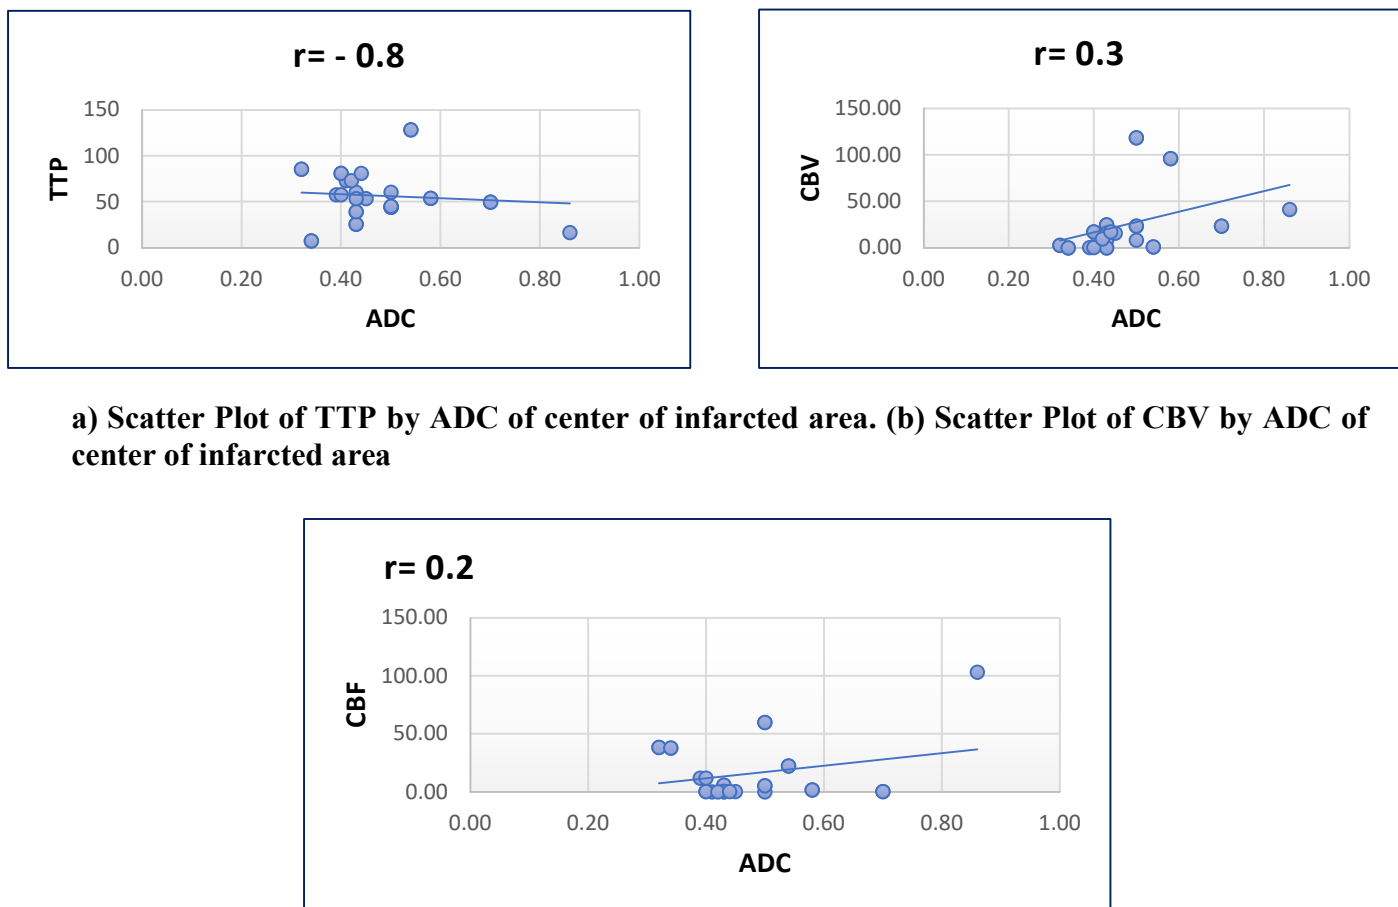 r= - 0.8
150
100
50
0
TTP
0.00 0.20 0.40 0.60 0.80 1.00
ADC
r= 0.3
150.00
100.00
50.00
0.00
CBV
0.00 0.20 0.40 0.60 0.80 1.00
ADC
a) Scatter Plot of TTP by ADC of center of infarcted area. (b) Scatter Plot of CBV by ADC of
center of infarcted area
r= 0.2
150.00
100.00
50.00
0.00
CBF
0.00 0.20 0.40 0.60 0.80 1.00
ADC